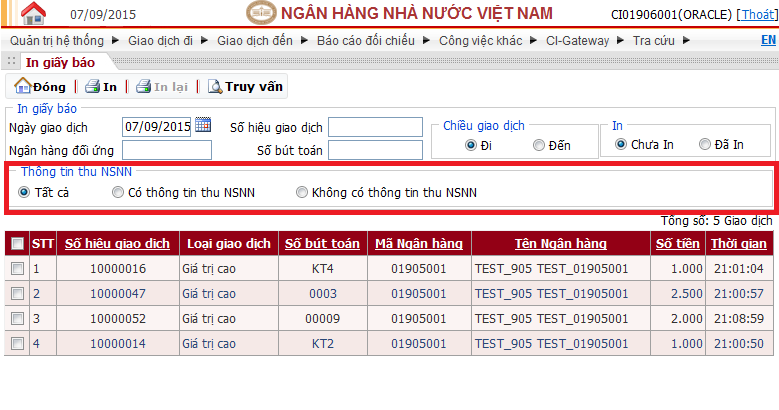 07/09/2015 NGÂN HÀNG NHÀ NƯỚC VIỆT NAM CI01906001(ORACLE) [Thoát]
Quản trị hệ thống Giao dịch đi Giao dịch đến Báo cáo đối chiếu Công việc khác CI-Gateway Tra cứu EN
In giấy báo
Đóng | In | In lại | Truy vấn
In giấy báo
Ngày giao dịch 07/09/2015 Số hiệu giao dịch Chiều giao dịch In
Đi Đến Chưa In Đã In
Ngân hàng đối ứng Số bút toán
Thông tin thu NSNN
Tất cả Có thông tin thu NSNN Không có thông tin thu NSNN
Tổng số: 5 Giao dịch
STT Số hiệu giao dịch Loại giao dịch Số bút toán Mã Ngân hàng Tên Ngân hàng Số tiền Thời gian
1 10000016 Giá trị cao KT4 01905001 TEST_905 TEST_01905001 1.000 21:01:04
2 10000047 Giá trị cao 0003 01905001 TEST_905 TEST_01905001 2.500 21:00:57
3 10000052 Giá trị cao 00009 01905001 TEST_905 TEST_01905001 2.000 21:08:59
4 10000014 Giá trị cao KT2 01905001 TEST_905 TEST_01905001 1.000 21:00:50